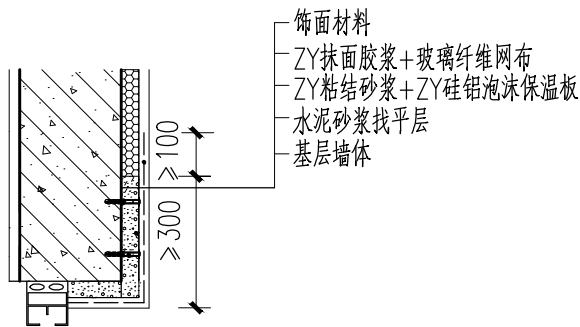 饰面材料
ZY抹面胶浆+玻璃纤维网布
ZY粘结砂浆+ZY硅铝泡沫保温板
水泥砂浆找平层
基层墙体
≥100
≥300